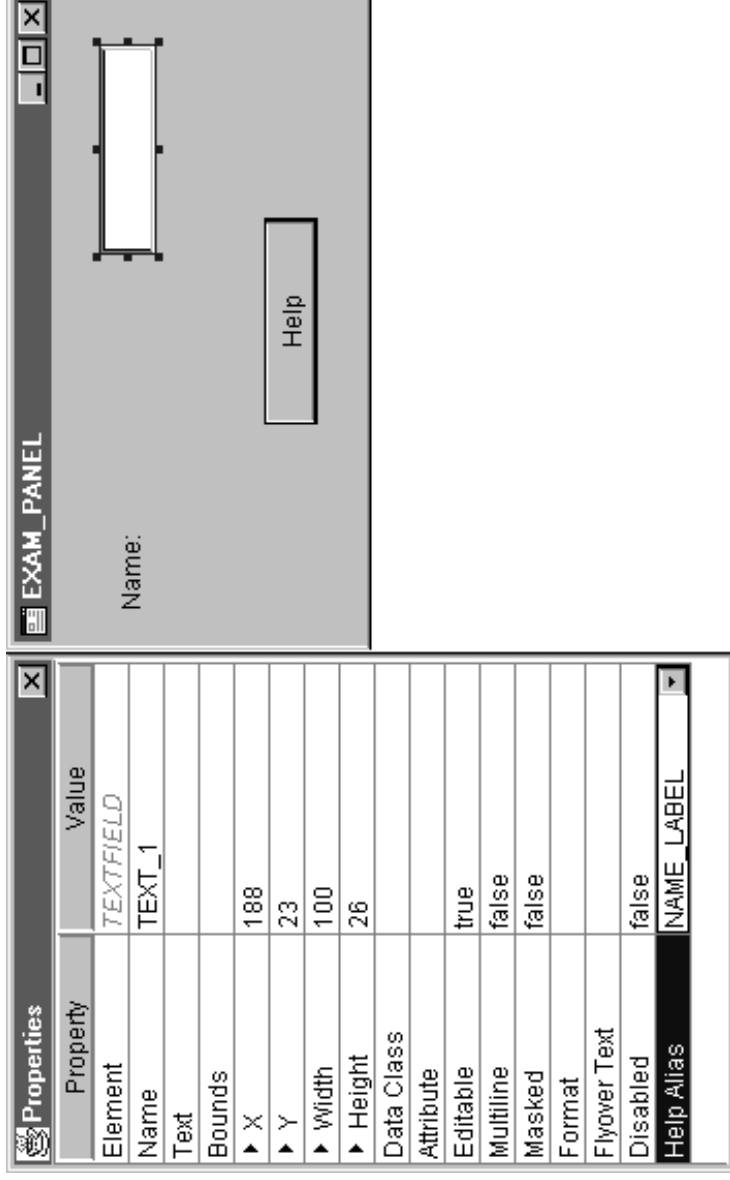 Properties
Property Value
Element TEXTFIELD
Name TEXT_1
Text
Bounds
X 188
Y 23
Width 100
Height 26
Data Class
Attribute
Editable true
Multiline false
Masked false
Format
Flyover Text
Disabled false
Help Alias NAME_LABEL
EXAM_PANEL
Name:
Help